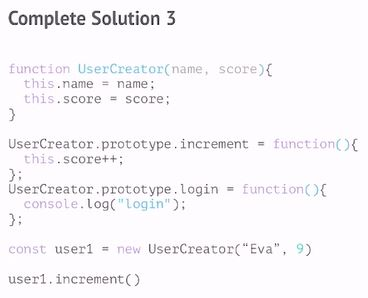 Complete Solution 3
function UserCreator(name, score){
this.name = name;
this.score = score;
}
UserCreator.prototype.increment = function(){
this.score++;
};
UserCreator.prototype.login = function(){
console.log("login");
};
const user1 = new UserCreator(“Eva”, 9)
user1.increment()